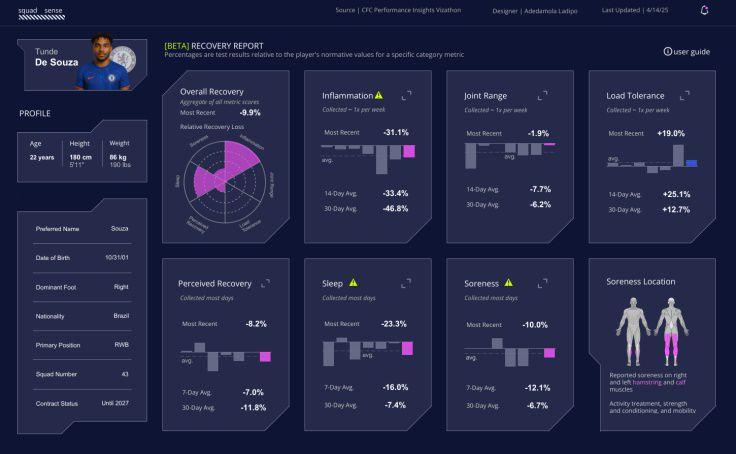 squad sense
Source | CFC Performance Insights Vizathon
Designer | Adedamola Ladipo
Last Updated | 4/14/25
Tunde
De Souza
[BETA] RECOVERY REPORT
Percentages are test results relative to the player's normative values for a specific category metric
user guide
PROFILE
Age
22 years
Height
180 cm
5'11"
Weight
86 kg
190 lbs
Preferred Name Souza
Date of Birth 10/31/01
Dominant Foot Right
Nationality Brazil
Primary Position RWB
Squad Number 43
Contract Status Until 2027
Overall Recovery
Aggregate of all metric scores
Most Recent -9.9%
Relative Recovery Loss
Soreness
Inflammation
Sleep
Joint Range
Perceived
Recovery
Load
Tolerance
Inflammation
Collected ~ 1x per week
Most Recent -31.1%
avg.
14-Day Avg. -33.4%
30-Day Avg. -46.8%
Joint Range
Collected ~ 1x per week
Most Recent -1.9%
avg.
14-Day Avg. -7.7%
30-Day Avg. -6.2%
Load Tolerance
Collected ~ 1x per week
Most Recent +19.0%
avg.
14-Day Avg. +25.1%
30-Day Avg. +12.7%
Perceived Recovery
Collected most days
Most Recent -8.2%
avg.
7-Day Avg. -7.0%
30-Day Avg. -11.8%
Sleep
Collected most days
Most Recent -23.3%
avg.
7-Day Avg. -16.0%
30-Day Avg. -7.4%
Soreness
Collected most days
Most Recent -10.0%
avg.
7-Day Avg. -12.1%
30-Day Avg. -6.7%
Soreness Location
Reported soreness on right
and left hamstring and calf
muscles
Activity treatment, strength
and conditioning, and mobility